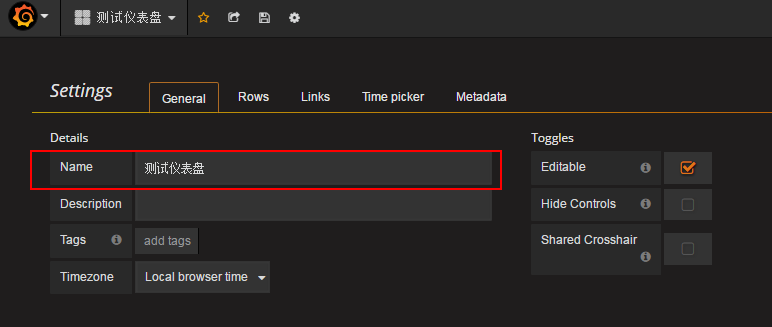 测试仪表盘
Settings General Rows Links Time picker Metadata
Details Toggles
Name 测试仪表盘 Editable
Description Hide Controls
Tags add tags Shared Crosshair
Timezone Local browser time